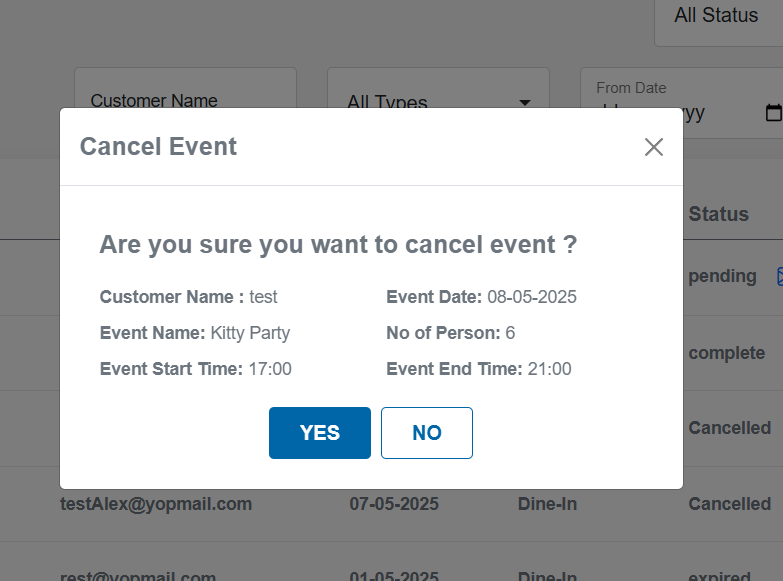 All Status
Customer Name
All Types
From Date
Cancel Event
Are you sure you want to cancel event ?
Customer Name : test
Event Date: 08-05-2025
Event Name: Kitty Party
No of Person: 6
Event Start Time: 17:00
Event End Time: 21:00
YES
NO
Status
pending
complete
Cancelled
testAlex@yopmail.com 07-05-2025 Dine-In Cancelled
rest@yopmail.com 01-05-2025 Dine-In expired